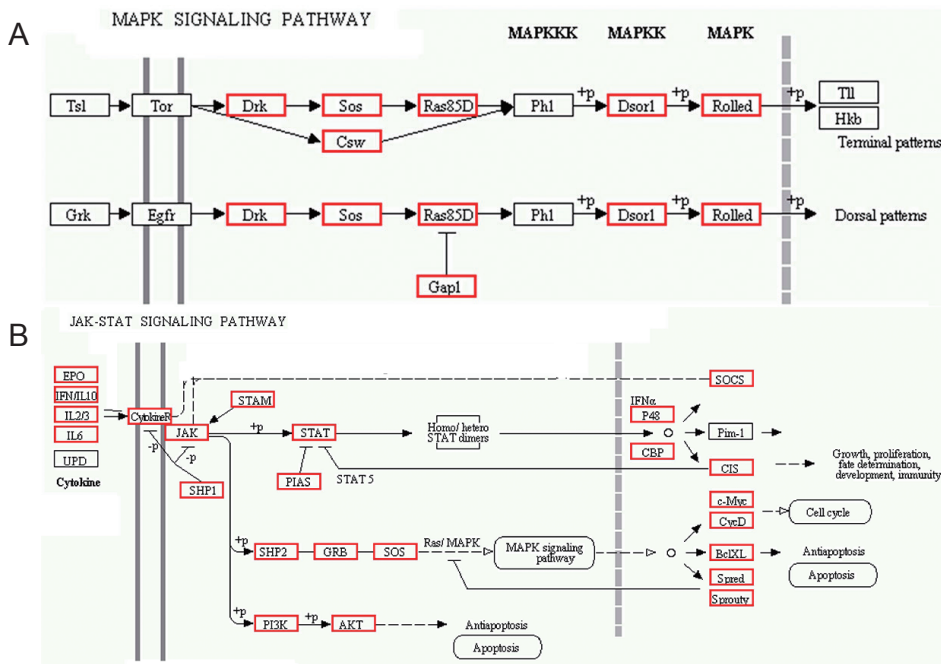 A
MAPK SIGNALING PATHWAY
MAPKKK MAPKK MAPK
Tsl Tor Drk Sos Ras85D Phl +p Dsor1 +p Rolled +p Tll
Hkb
Csw
Terminal patterns
Grk Egfr Drk Sos Ras85D Phl +p Dsor1 +p Rolled +p Dorsal patterns
Gap1
B
JAK-STAT SIGNALING PATHWAY
EPO
IFN/IL10
IL2/3
IL6
UPD
Cytokine
CytokineR
JAK
STAM
-p
-p
SHP1
+p
STAT
PIAS
STAT 5
Homo/ hetero
STAT dimers
IFNα
P48
CBP
SOCS
Pim-1
CIS
Growth, proliferation,
fate determination,
development, immunity
+p
SHP2
GRB
SOS
Ras/ MAPK
MAPK signaling
pathway
c-Myc
CycD
Cell cycle
BclXL
Antiapoptosis
Apoptosis
Spred
Sprouty
+p
PI3K
+p
AKT
Antiapoptosis
Apoptosis